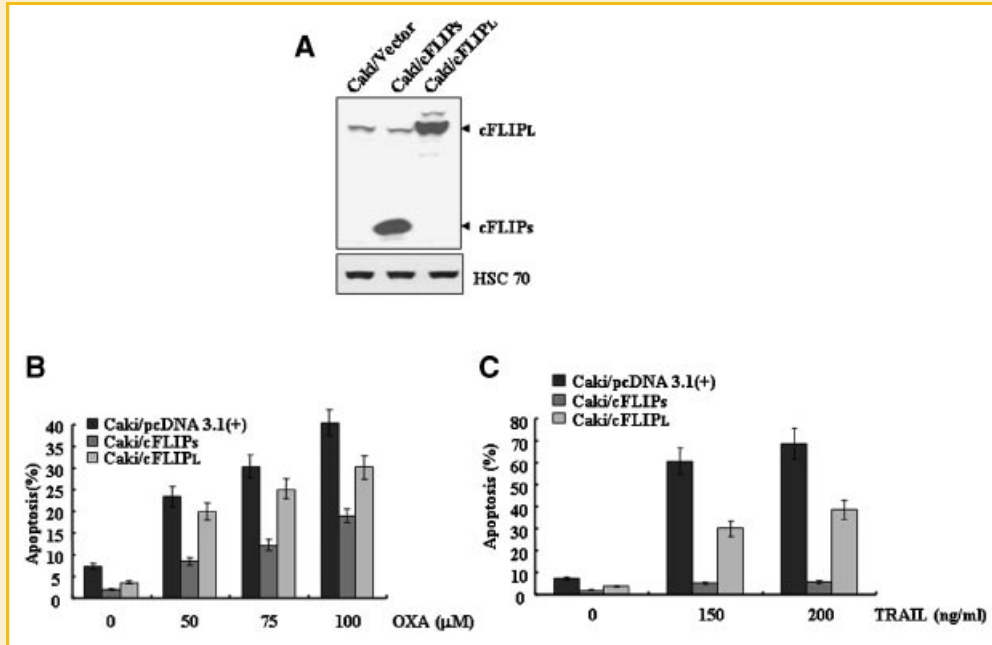 A
Caki/Vector
Caki/cFLIPs
Caki/cFLIPL
cFLIPL
cFLIPs
HSC 70
B
Caki/pcDNA 3.1(+)
Caki/cFLIPs
Caki/cFLIPL
Apoptosis(%)
40
35
30
25
20
15
10
5
0
0 50 75 100 OXA (μM)
C
Caki/pcDNA 3.1(+)
Caki/cFLIPs
Caki/cFLIPL
Apoptosis (%)
80
70
60
50
40
30
20
10
0
0 150 200 TRAIL (ng/ml)